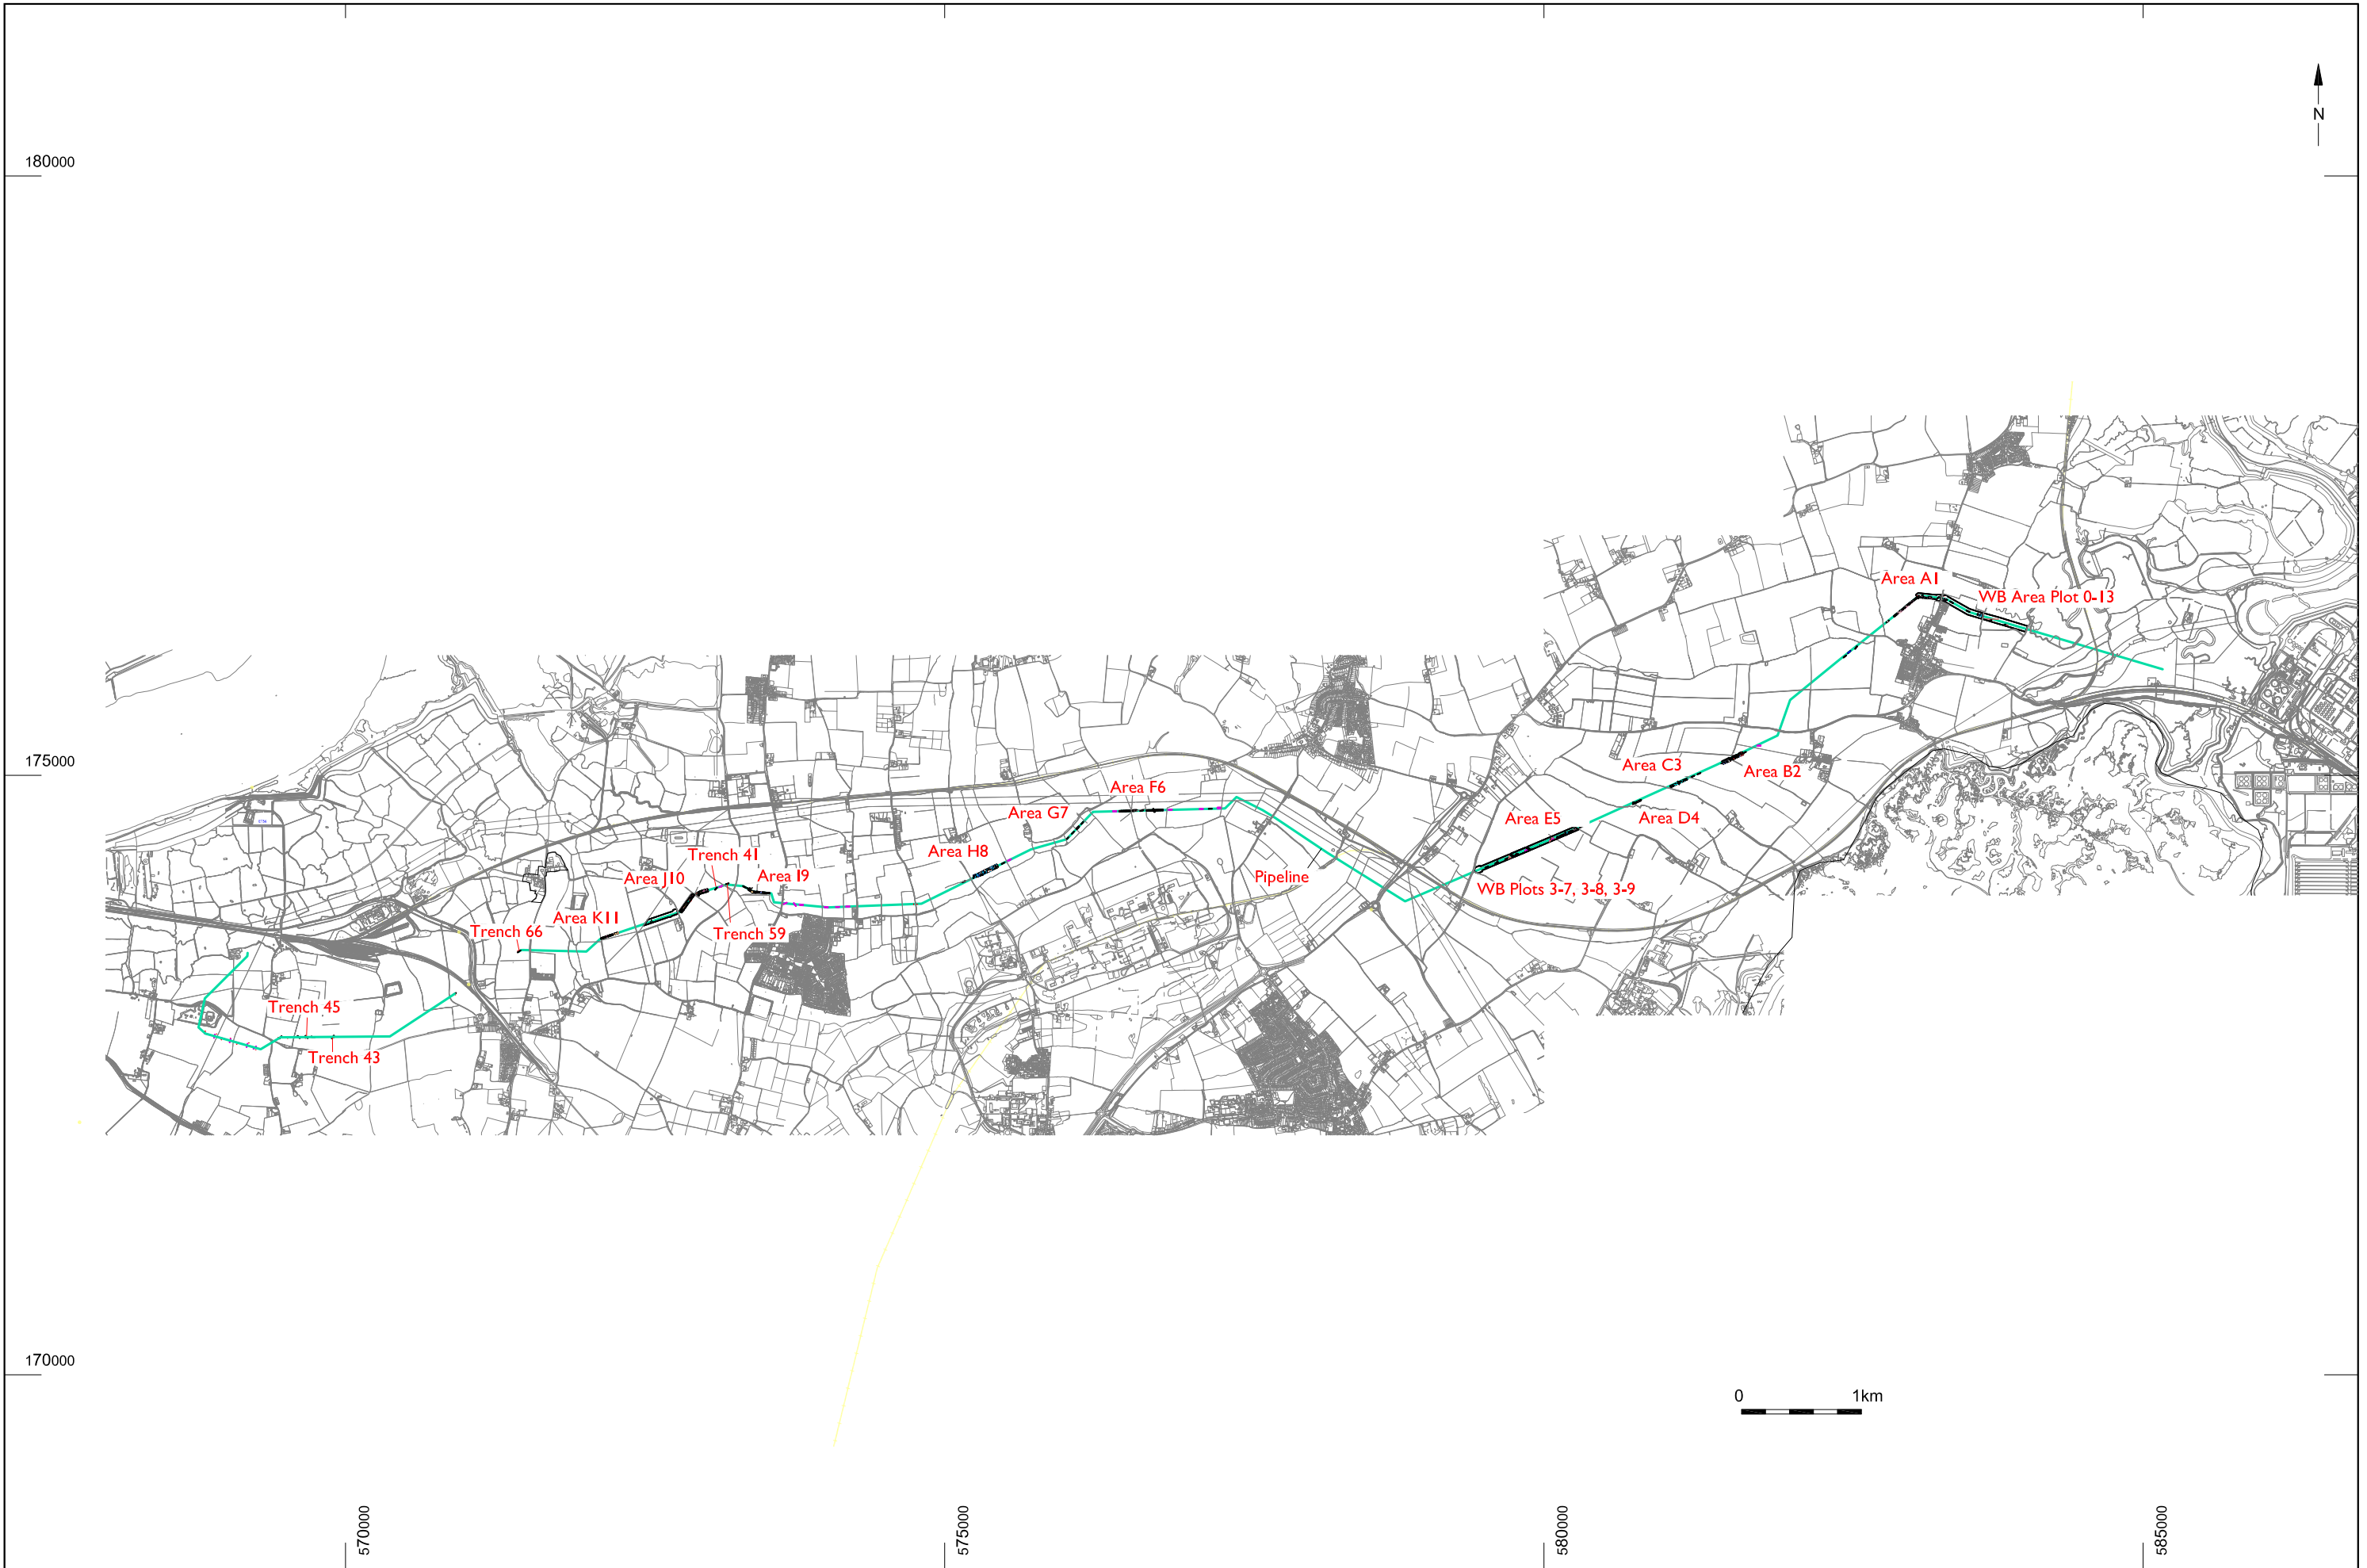 N
180000
Area A1
WB Area Plot 0-13
175000
Area C3
Area B2
Area F6
Area G7
Area E5
Area D4
Area H8
Trench 41
Area J10
Area I9
Pipeline
WB Plots 3-7, 3-8, 3-9
Area K11
Trench 66
Trench 59
Trench 45
Trench 43
170000
0 1km
570000
575000
580000
585000